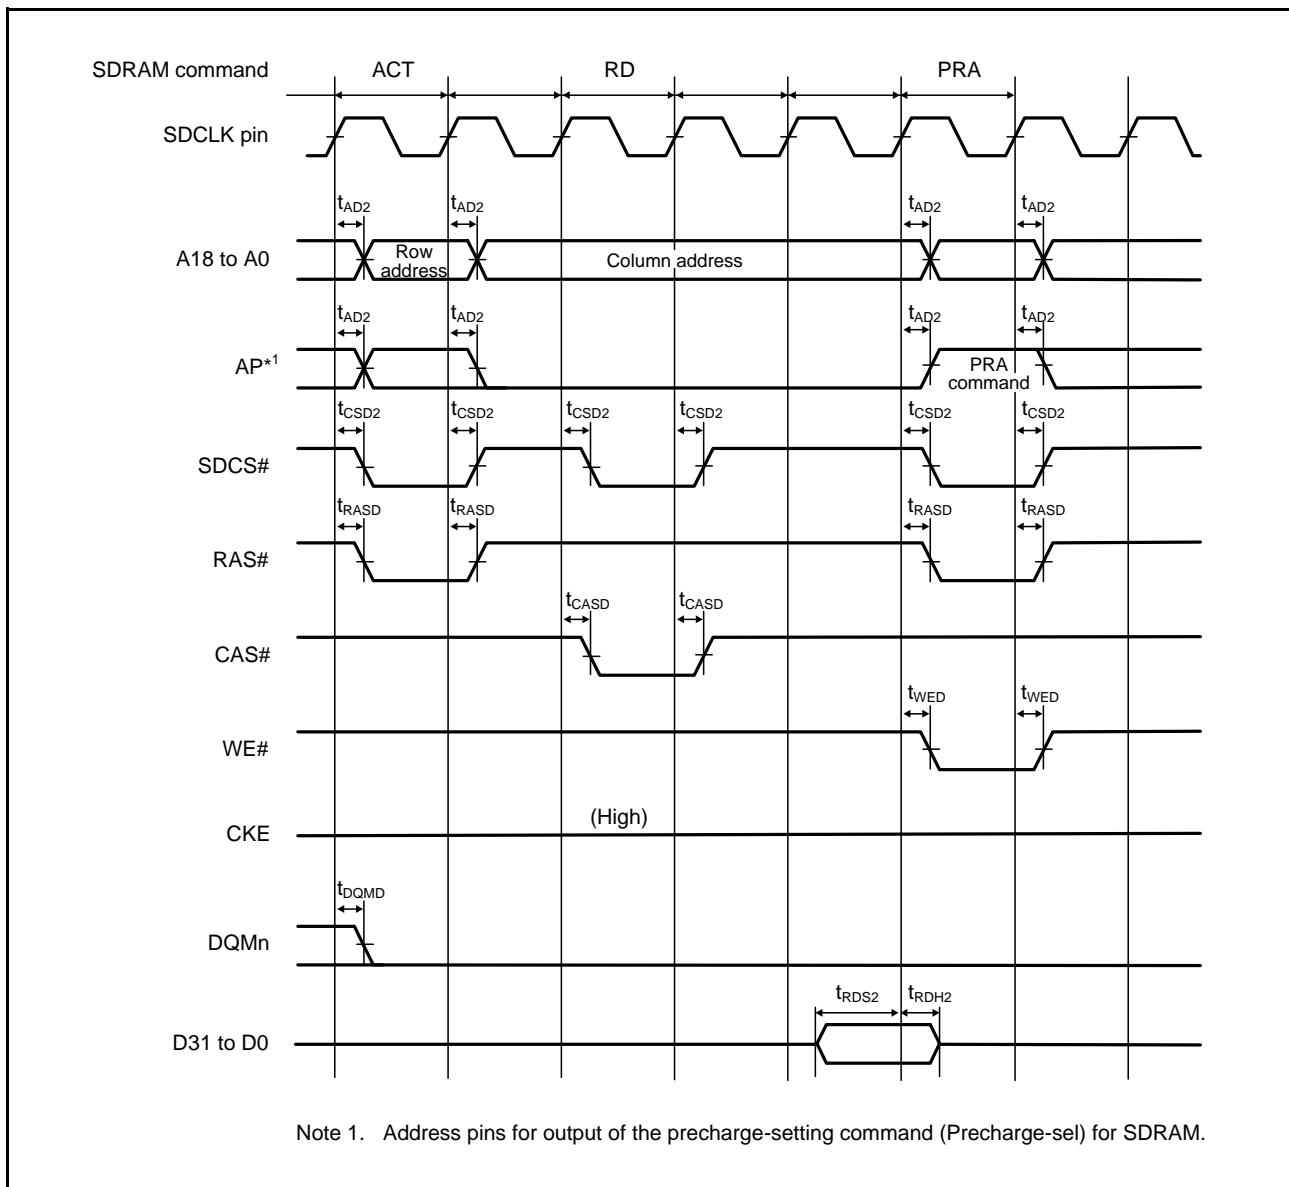 SDRAM command ACT RD PRA
SDCLK pin
tAD2 tAD2 tAD2 tAD2
A18 to A0 Row address Column address
tAD2 tAD2 tAD2 tAD2
AP*1 PRA command
tCSD2 tCSD2 tCSD2 tCSD2 tCSD2 tCSD2
SDCS#
tRASD tRASD tRASD tRASD
RAS#
tCASD tCASD
CAS#
tWED tWED
WE#
(High)
CKE
tDQMD
DQMn
tRDS2 tRDH2
D31 to D0
Note 1. Address pins for output of the precharge-setting command (Precharge-sel) for SDRAM.